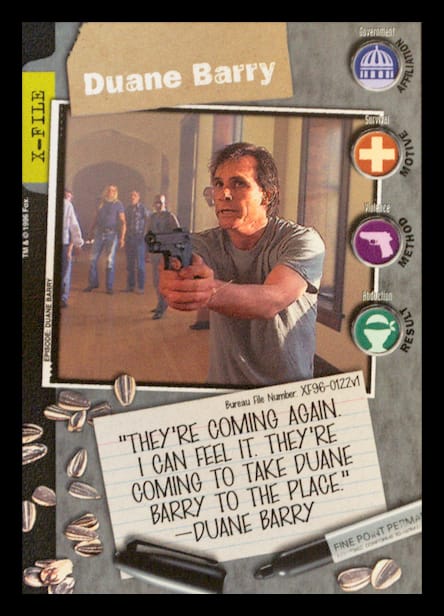 Duane Barry
X-FILE
TM & © 1996 Fox.
EPISODE: DUANE BARRY
Government
AFFILIATION
Survival
MOTIVE
Violence
METHOD
Abduction
RESULT
Bureau File Number: XF96-0122v1
"THEY'RE COMING AGAIN.
I CAN FEEL IT. THEY'RE
COMING TO TAKE DUANE
BARRY TO THE PLACE."
—DUANE BARRY
FINE POINT PERMA